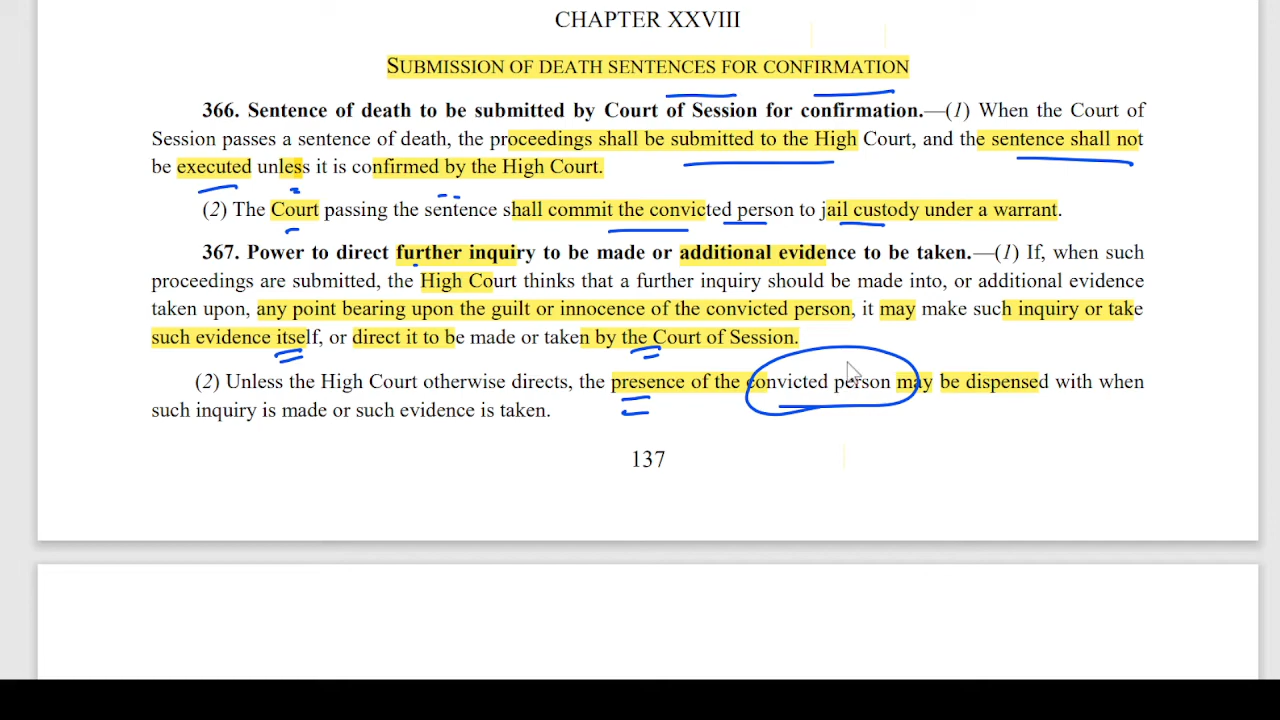 CHAPTER XXVIII
SUBMISSION OF DEATH SENTENCES FOR CONFIRMATION
366. Sentence of death to be submitted by Court of Session for confirmation.—(1) When the Court of
Session passes a sentence of death, the proceedings shall be submitted to the High Court, and the sentence shall not
be executed unless it is confirmed by the High Court.
(2) The Court passing the sentence shall commit the convicted person to jail custody under a warrant.
367. Power to direct further inquiry to be made or additional evidence to be taken.—(1) If, when such
proceedings are submitted, the High Court thinks that a further inquiry should be made into, or additional evidence
taken upon, any point bearing upon the guilt or innocence of the convicted person, it may make such inquiry or take
such evidence itself, or direct it to be made or taken by the Court of Session.
(2) Unless the High Court otherwise directs, the presence of the convicted person may be dispensed with when
such inquiry is made or such evidence is taken.
137